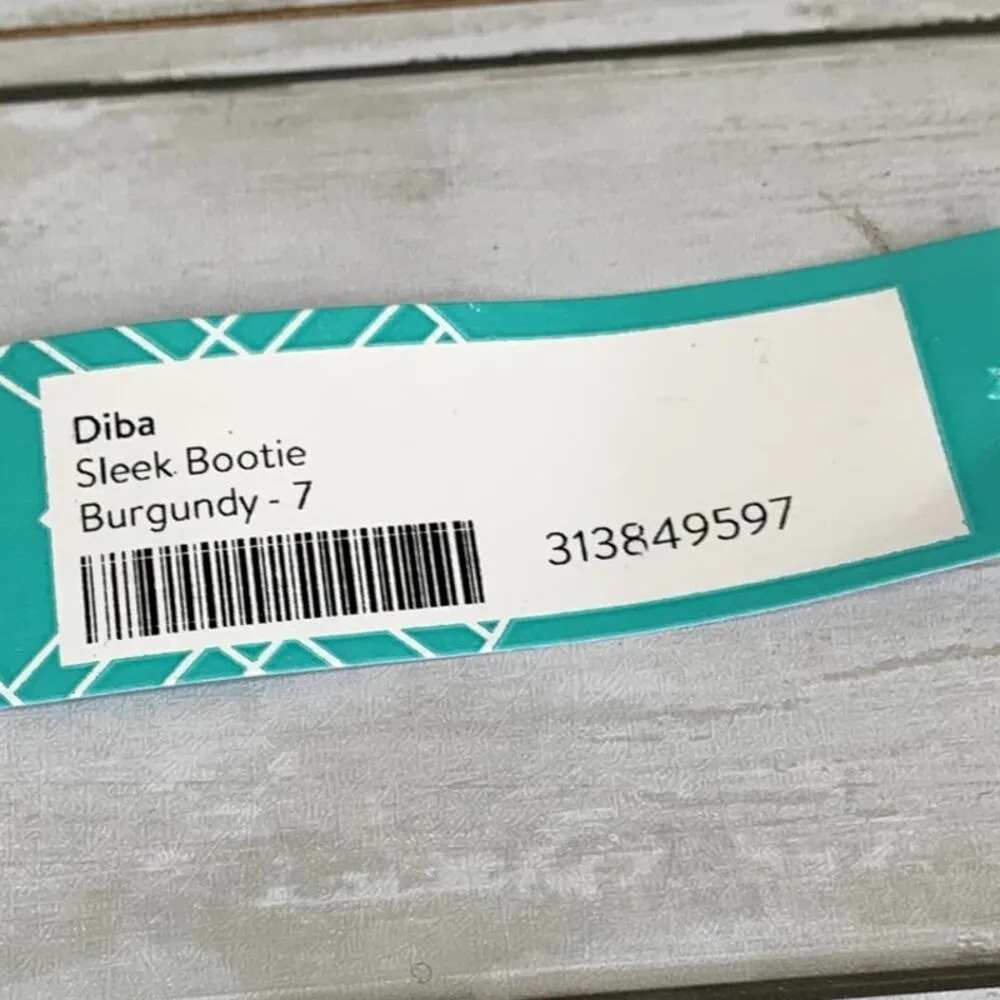 Diba
Sleek Bootie
Burgundy - 7
313849597